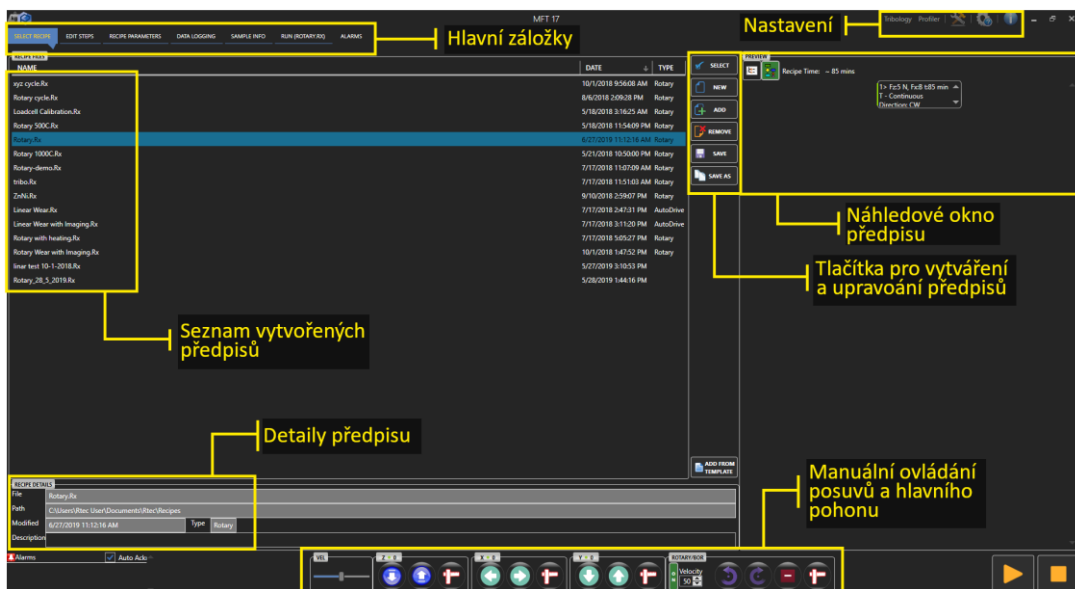 MFT 17
Tribology Profiler
Nastavení
SELECT RECIPE EDIT STEPS RECIPE PARAMETERS DATA LOGGING SAMPLE INFO RUN (ROTARY.RX) ALARMS
Hlavní záložky
RECIPE FILES
NAME DATE TYPE
xyz cycle.Rx 10/1/2018 9:56:08 AM Rotary
Rotary cycle.Rx 8/6/2018 2:09:28 PM Rotary
Loadcell Calibration.Rx 5/18/2018 3:16:25 AM Rotary
Rotary 500C.Rx 5/18/2018 11:54:09 PM Rotary
Rotary.Rx 6/27/2019 11:12:16 AM Rotary
Rotary 1000C.Rx 5/21/2018 10:50:00 PM Rotary
Rotary-demo.Rx 7/17/2018 11:07:09 AM Rotary
tribo.Rx 7/17/2018 11:51:03 AM Rotary
ZnNi.Rx 9/10/2018 2:59:07 PM Rotary
Linear Wear.Rx 7/17/2018 2:47:31 PM AutoDrive
Linear Wear with Imaging.Rx 7/17/2018 3:11:20 PM AutoDrive
Rotary with heating.Rx 7/17/2018 5:05:27 PM Rotary
Rotary Wear with Imaging.Rx 10/1/2018 1:47:52 PM Rotary
linar test 10-1-2018.Rx 5/27/2019 3:10:53 PM
Rotary_28_5_2019.Rx 5/28/2019 1:44:16 PM
SELECT
NEW
ADD
REMOVE
SAVE
SAVE AS
PREVIEW
Recipe Time: ~ 85 mins
1> Fz:5 N, Fx:8 t:85 min
T - Continuous
Direction: CW
Náhledové okno
předpisu
Tlačítka pro vytváření
a upravoání předpisů
Seznam vytvořených
předpisů
Detaily předpisu
ADD FROM
TEMPLATE
Manuální ovládání
posuvů a hlavního
pohonu
RECIPE DETAILS
File Rotary.Rx
Path C:\Users\Rtec User\Documents\Rtec\Recipes
Modified 6/27/2019 11:12:16 AM Type Rotary
Description
Alarms Auto Ack
VEL
Velocity
50